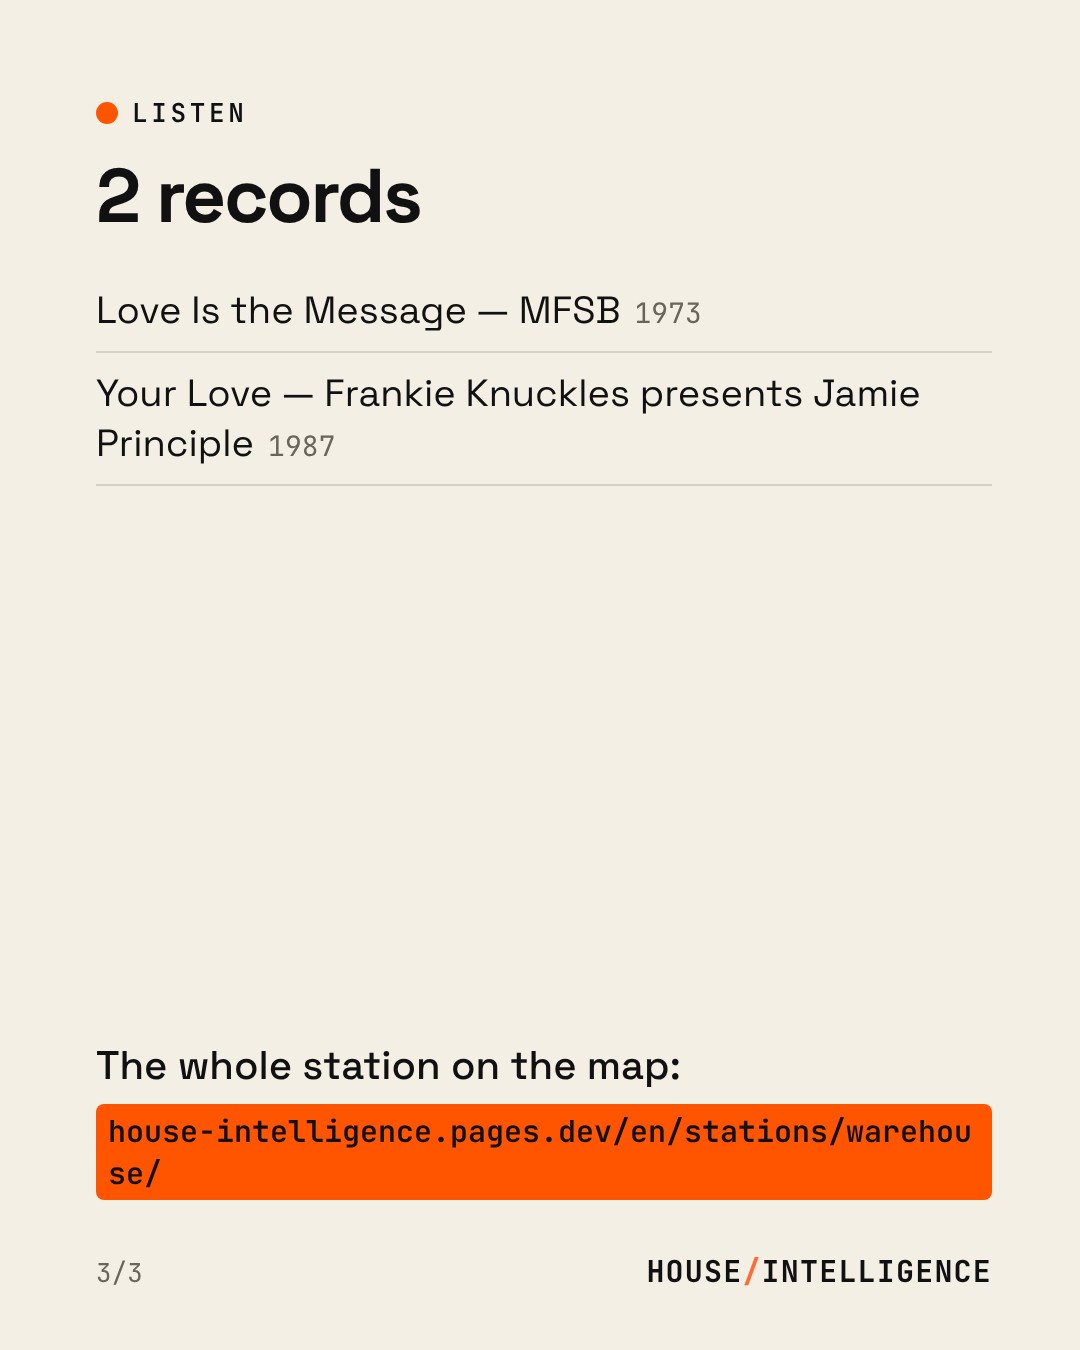 LISTEN
2 records
Love Is the Message — MFSB 1973
Your Love — Frankie Knuckles presents Jamie
Principle 1987
The whole station on the map:
house-intelligence.pages.dev/en/stations/warehou
se/
3/3
HOUSE/INTELLIGENCE